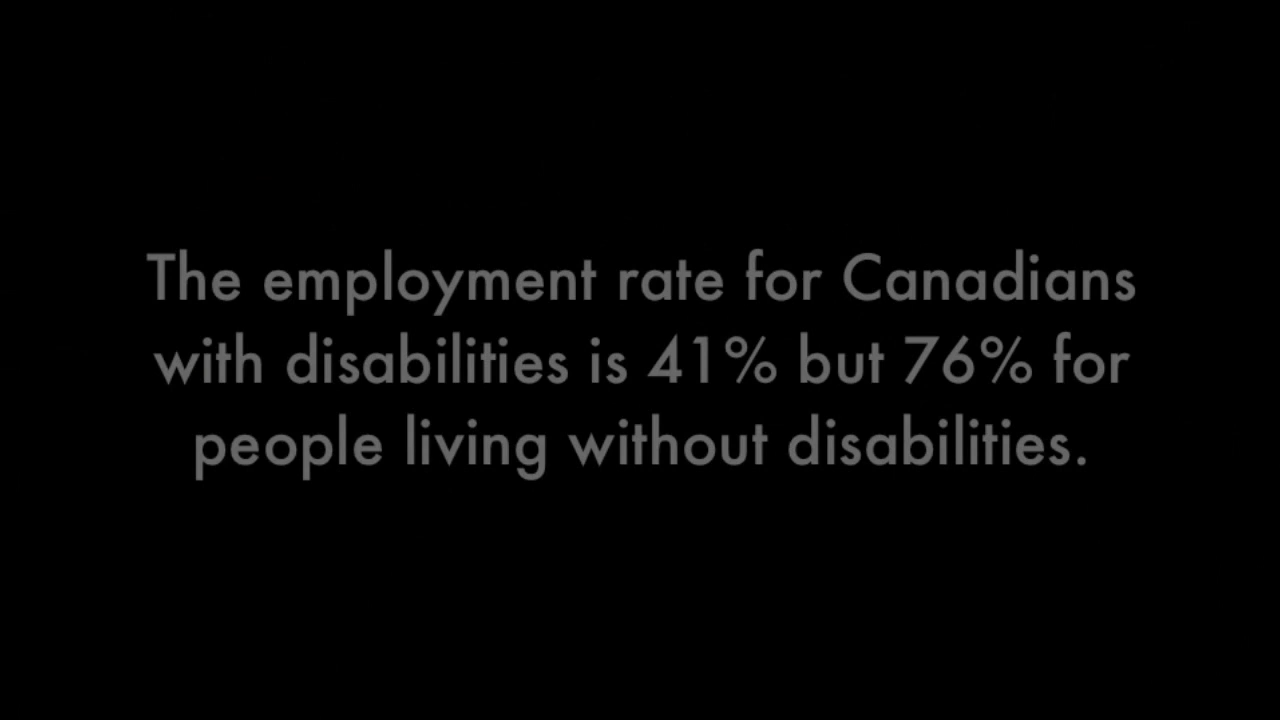 The employment rate for Canadians
with disabilities is 41% but 76% for
people living without disabilities.